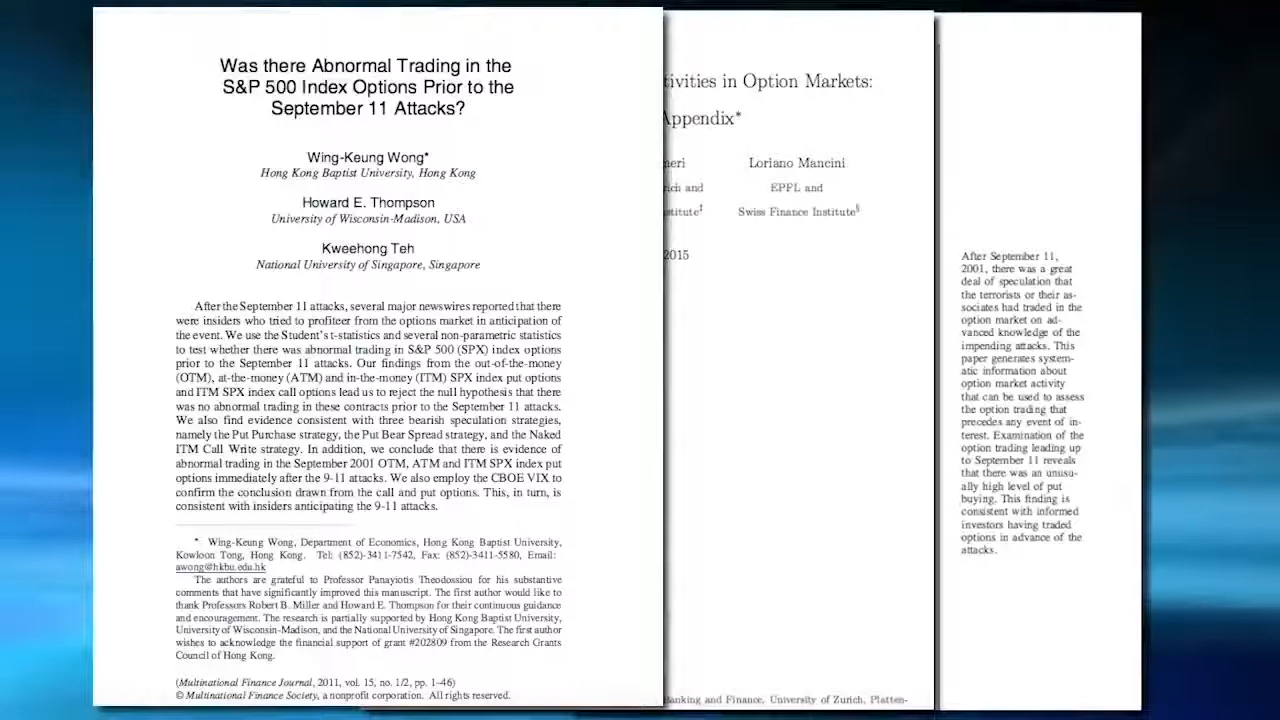 Was there Abnormal Trading in the
S&P 500 Index Options Prior to the
September 11 Attacks?
Wing-Keung Wong*
Hong Kong Baptist University, Hong Kong
Howard E. Thompson
University of Wisconsin-Madison, USA
Kweehong Teh
National University of Singapore, Singapore
After the September 11 attacks, several major newswires reported that there
were insiders who tried to profiteer from the options market in anticipation of
the event. We use the Student's t-statistics and several non-parametric statistics
to test whether there was abnormal trading in S&P 500 (SPX) index options
prior to the September 11 attacks. Our findings from the out-of-the-money
(OTM), at-the-money (ATM) and in-the-money (ITM) SPX index put options
and ITM SPX index call options lead us to reject the null hypothesis that there
was no abnormal trading in these contracts prior to the September 11 attacks.
We also find evidence consistent with three bearish speculation strategies,
namely the Put Purchase strategy, the Put Bear Spread strategy, and the Naked
ITM Call Write strategy. In addition, we conclude that there is evidence of
abnormal trading in the September 2001 OTM, ATM and ITM SPX index put
options immediately after the 9-11 attacks. We also employ the CBOE VIX to
confirm the conclusion drawn from the call and put options. This, in turn, is
consistent with insiders anticipating the 9-11 attacks.
* Wing-Keung Wong, Department of Economics, Hong Kong Baptist University,
Kowloon Tong, Hong Kong. Tel: (852)-3411-7542, Fax: (852)-3411-5580, Email:
awong@hkbu.edu.hk
The authors are grateful to Professor Panayiotis Theodossiou for his substantive
comments that have significantly improved this manuscript. The first author would like to
thank Professors Robert B. Miller and Howard E. Thompson for their continuous guidance
and encouragement. The research is partially supported by Hong Kong Baptist University,
University of Wisconsin-Madison, and the National University of Singapore. The first author
wishes to acknowledge the financial support of grant #202809 from the Research Grants
Council of Hong Kong.
(Multinational Finance Journal, 2011, vol. 15, no. 1/2, pp. 1–46)
© Multinational Finance Society, a nonprofit corporation. All rights reserved.
tivities in Option Markets:
Appendix*
neri
rich and
stitute‡
Loriano Mancini
EPFL and
Swiss Finance Institute§
2015
Banking and Finance, University of Zurich, Platten-
After September 11,
2001, there was a great
deal of speculation that
the terrorists or their as-
sociates had traded in the
option market on ad-
vanced knowledge of the
impending attacks. This
paper generates system-
atic information about
option market activity
that can be used to assess
the option trading that
precedes any event of in-
terest. Examination of the
option trading leading up
to September 11 reveals
that there was an unusu-
ally high level of put
buying. This finding is
consistent with informed
investors having traded
options in advance of the
attacks.